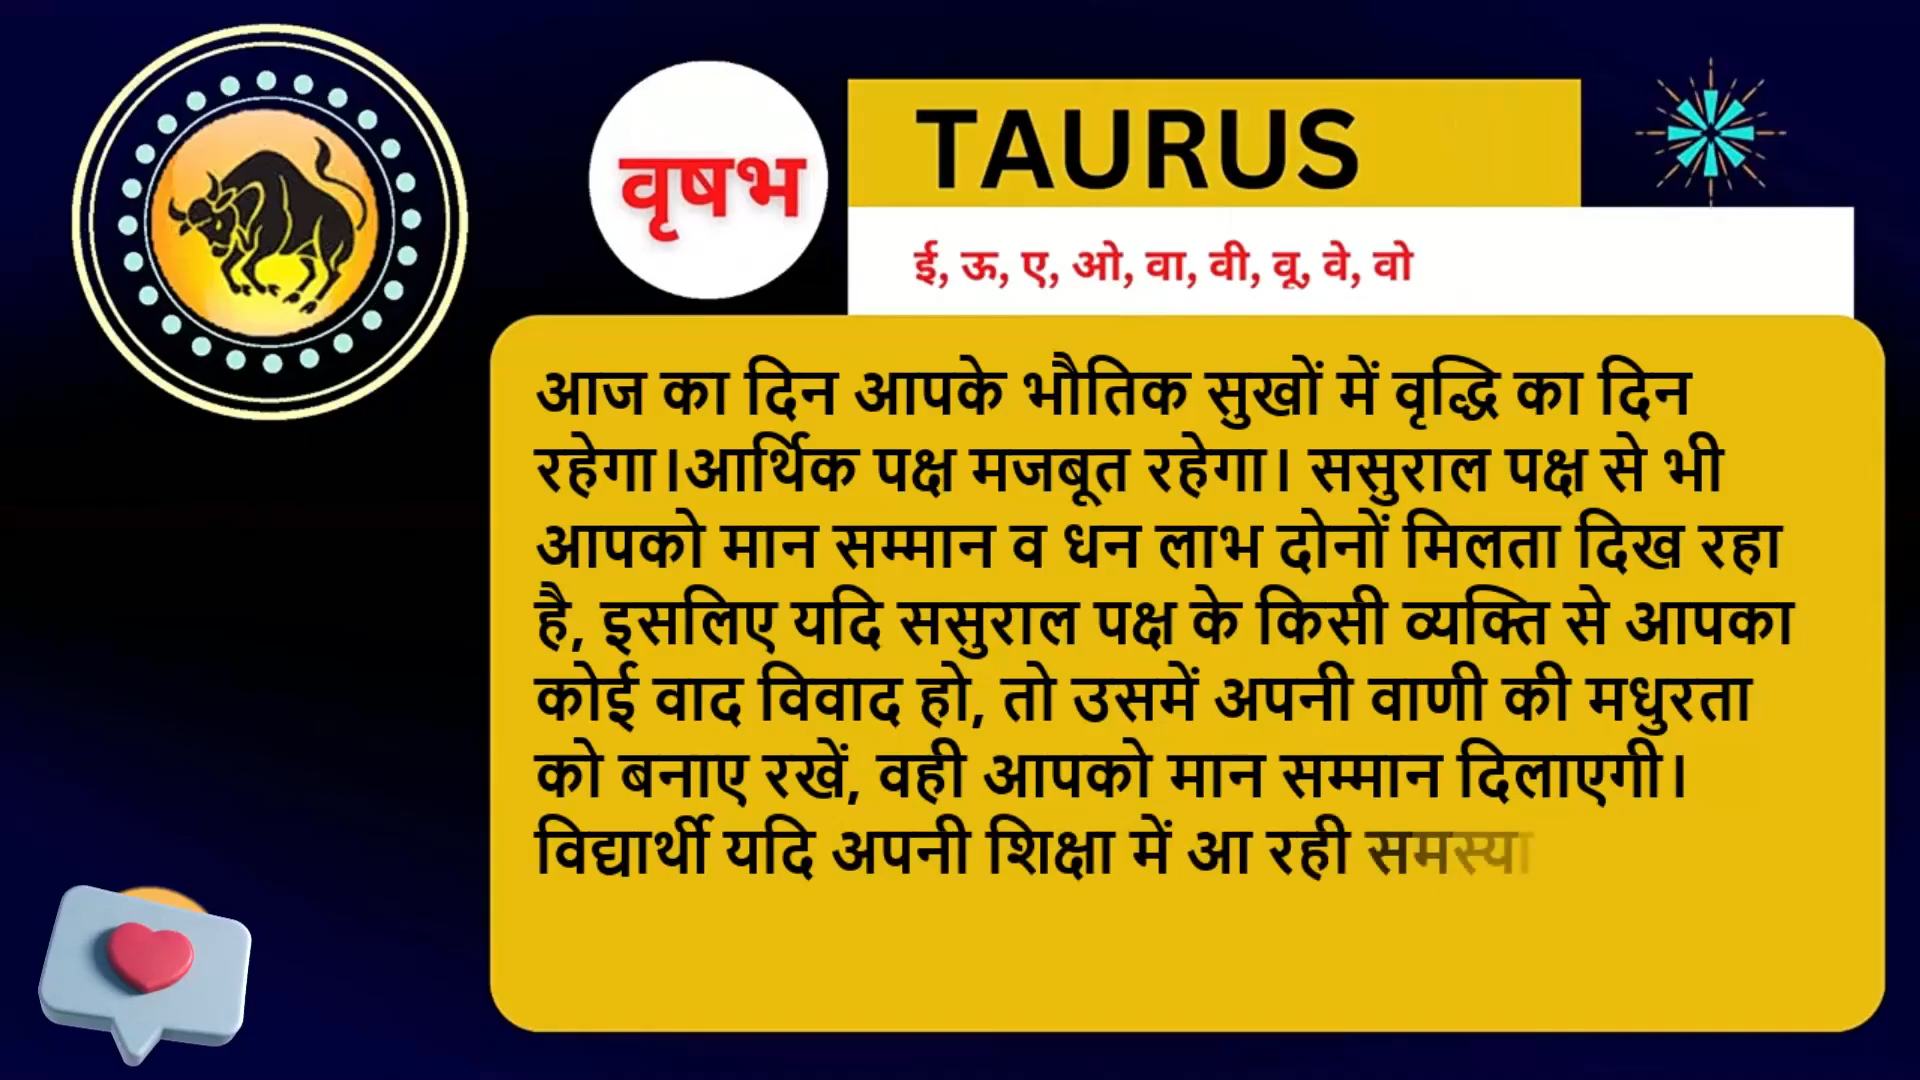 वृषभ
TAURUS
ई, ऊ, ए, ओ, वा, वी, वू, वे, वो
आज का दिन आपके भौतिक सुखों में वृद्धि का दिन
रहेगा।आर्थिक पक्ष मजबूत रहेगा। ससुराल पक्ष से भी
आपको मान सम्मान व धन लाभ दोनों मिलता दिख रहा
है, इसलिए यदि ससुराल पक्ष के किसी व्यक्ति से आपका
कोई वाद विवाद हो, तो उसमें अपनी वाणी की मधुरता
को बनाए रखें, वही आपको मान सम्मान दिलाएगी।
विद्यार्थी यदि अपनी शिक्षा में आ रही समस्या